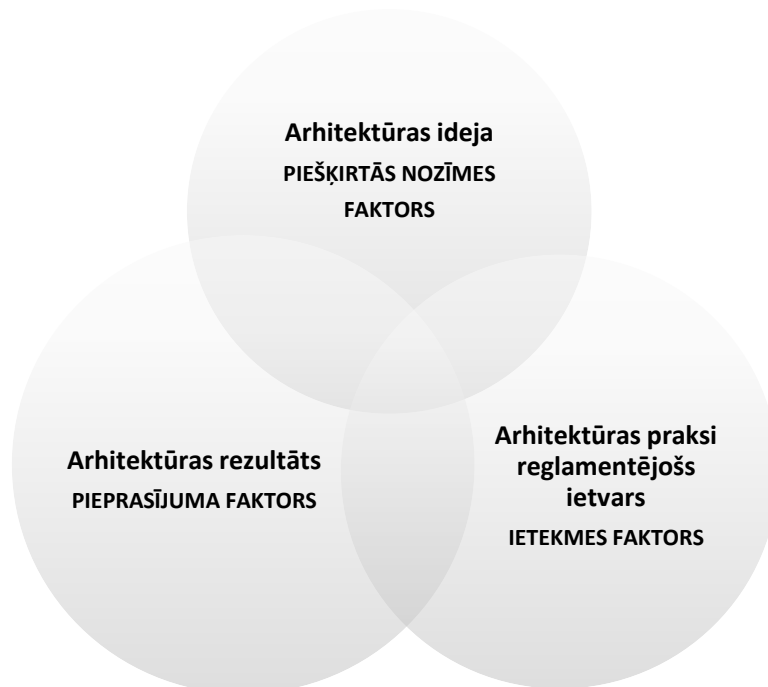 Arhitektūras ideja
PIEŠĶIRTĀS NOZĪMES
FAKTORS
Arhitektūras rezultāts
PIEPRASĪJUMA FAKTORS
Arhitektūras praksi
reglamentējošs
ietvars
IETEKMES FAKTORS